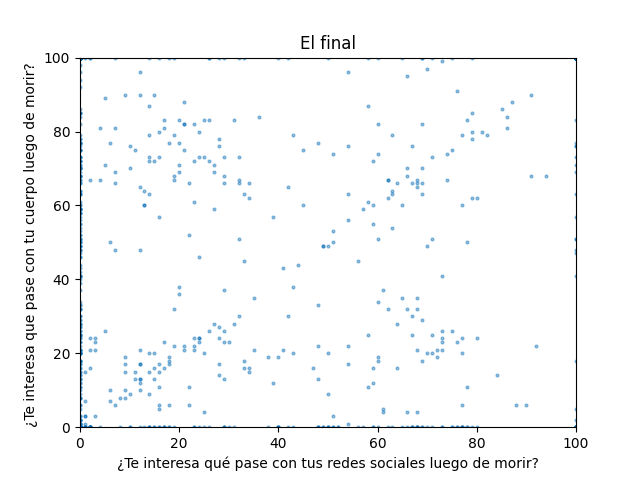 El final
100
80
60
40
20
0
¿Te interesa que pase con tu cuerpo luego de morir?
0 20 40 60 80 100
¿Te interesa qué pase con tus redes sociales luego de morir?